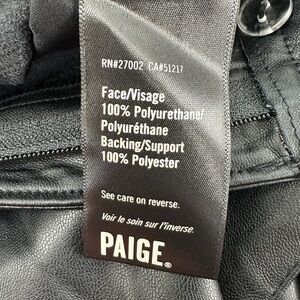 RN#27002 CA#51217
Face/Visage
100% Polyurethane/
Polyuréthane
Backing/Support
100% Polyester
See care on reverse.
Voir le soin sur l'inverse.
PAIGE®